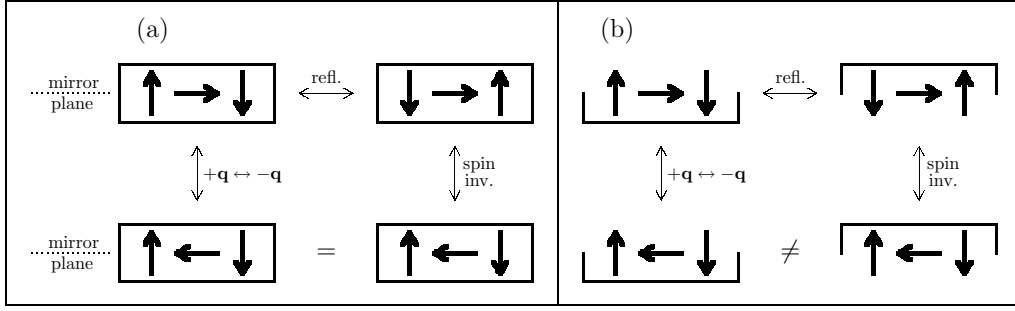 (a)
(b)
mirror
plane
refl.
refl.
+q ↔ −q
spin
inv.
+q ↔ −q
spin
inv.
mirror
plane
=
≠